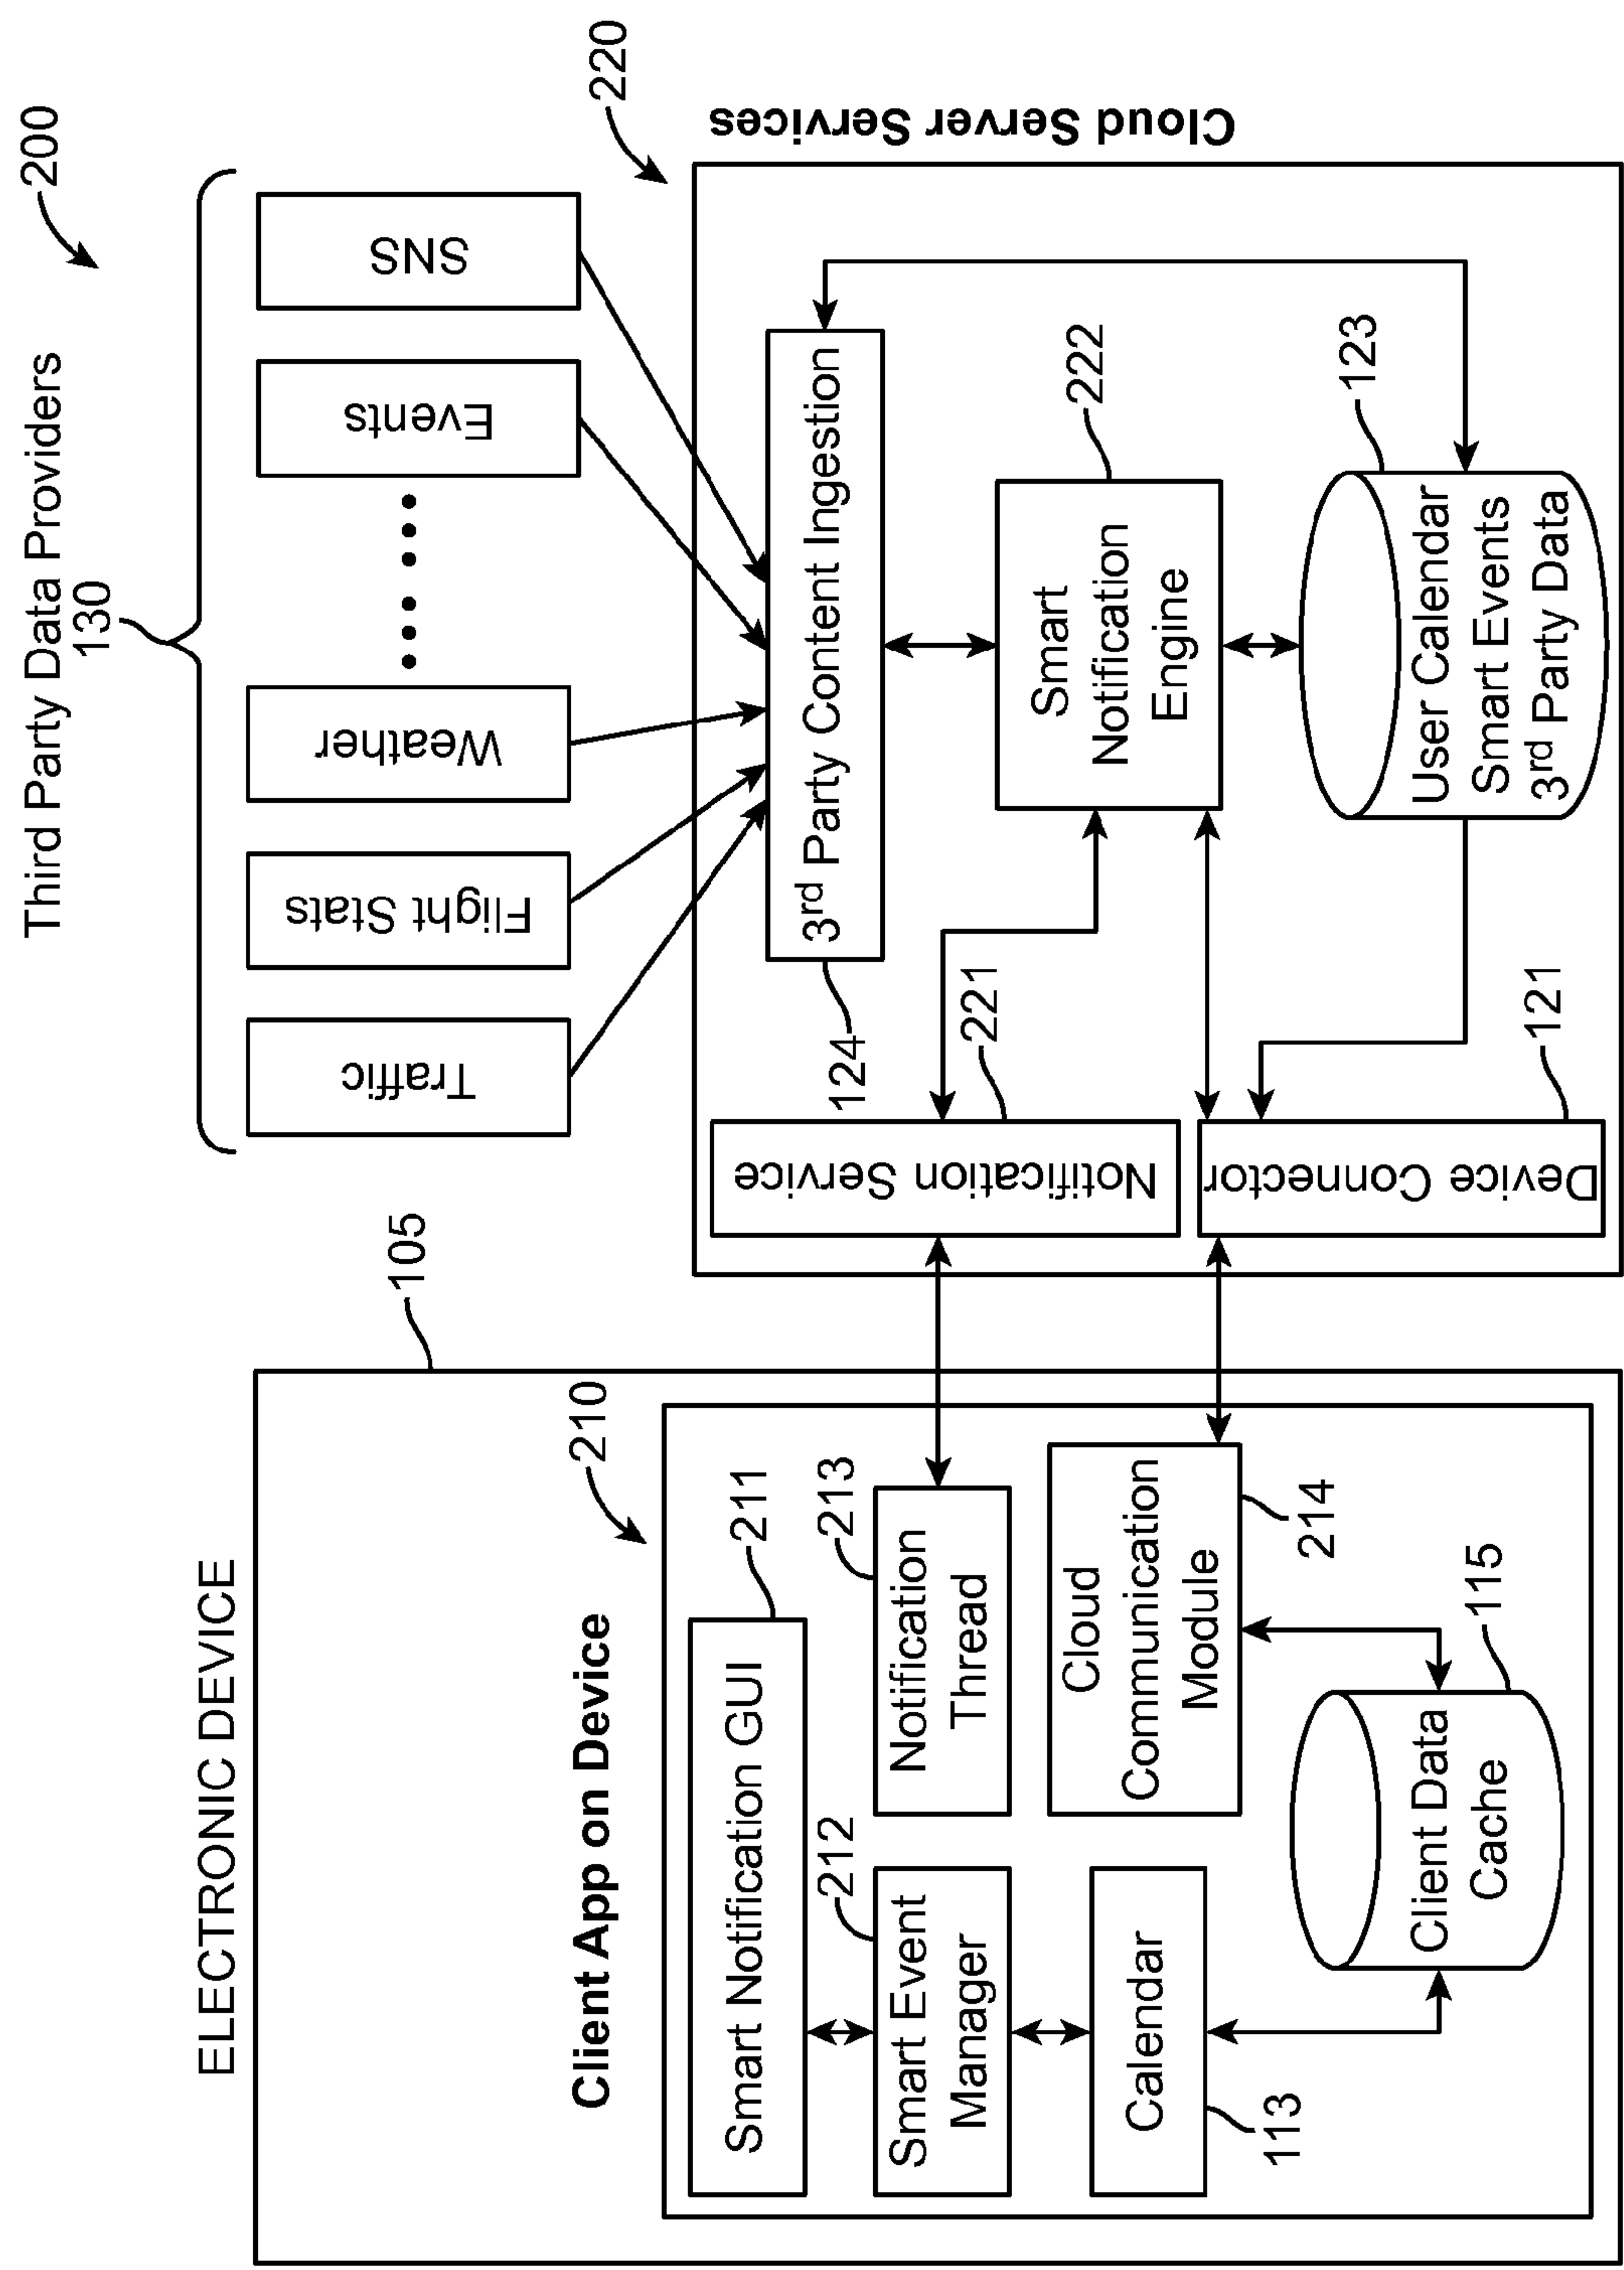 200
Third Party Data Providers
130
Traffic
Flight Stats
Weather
Events
SNS
220
Cloud Server Services
3rd Party Content Ingestion
124
Notification Service
221
Smart
Notification
Engine
222
Device Connector
121
User Calendar
Smart Events
3rd Party Data
123
ELECTRONIC DEVICE
105
Client App on Device
210
Smart Notification GUI
211
Smart Event
Manager
212
Notification
Thread
213
Calendar
113
Cloud
Communication
Module
214
Client Data
Cache
115